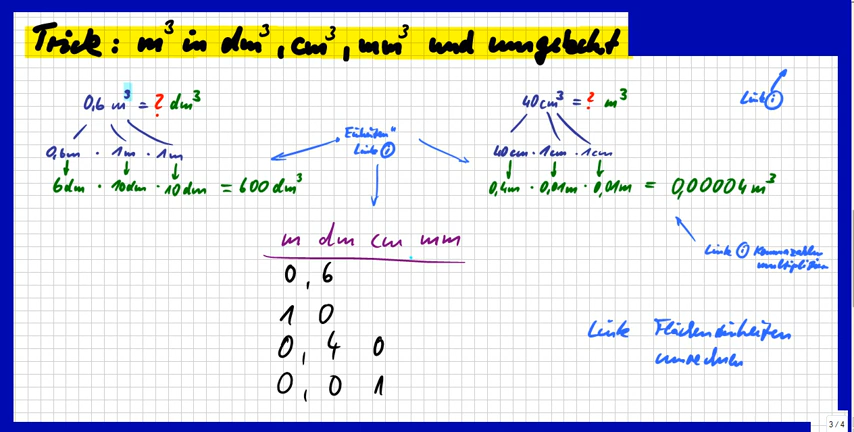 Trick: m³ in dm³, cm³, mm³ und umgekehrt
0,6 m³ = ? dm³
0,6m · 1m · 1m
6dm · 10dm · 10dm = 600 dm³
"Einheiten"
Link ⓘ
40cm³ = ? m³
40cm · 1cm · 1cm
0,4m · 0,01m · 0,01m = 0,00004 m³
Link ⓘ
Link ⓘ Kommazahlen
multiplizieren
m dm cm mm
0,6
1 0
0,4 0
0,0 1
Link Flächeneinheiten
umrechnen
3 / 4